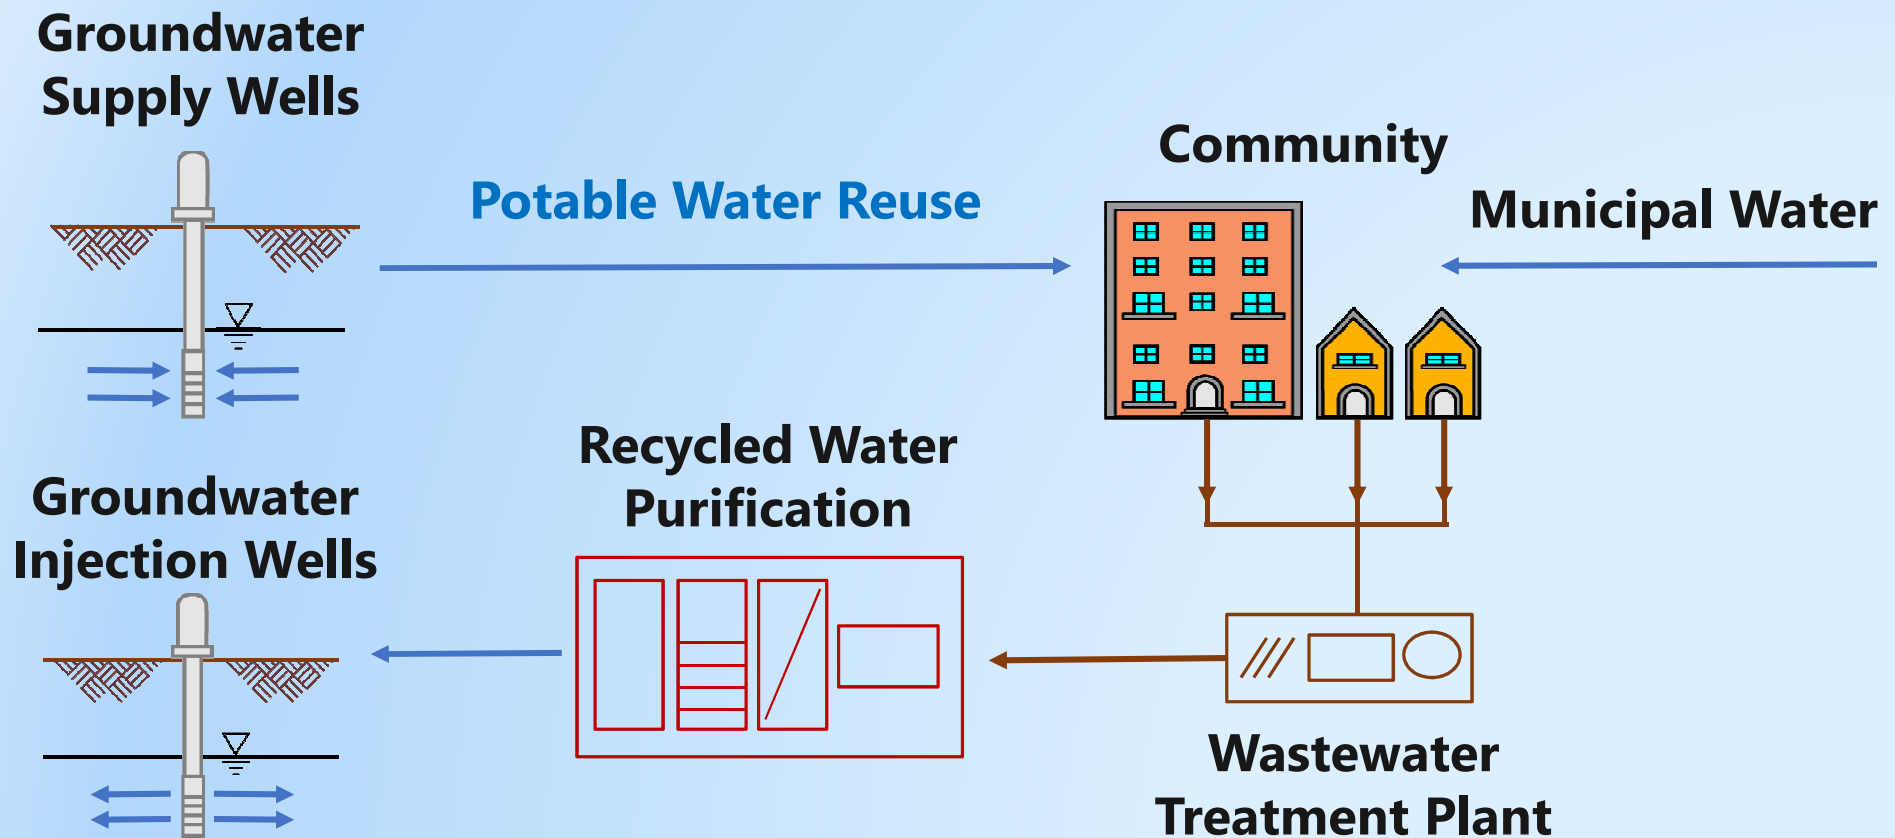 Groundwater
Supply Wells
Community
Potable Water Reuse
Municipal Water
Recycled Water
Purification
Groundwater
Injection Wells
Wastewater
Treatment Plant